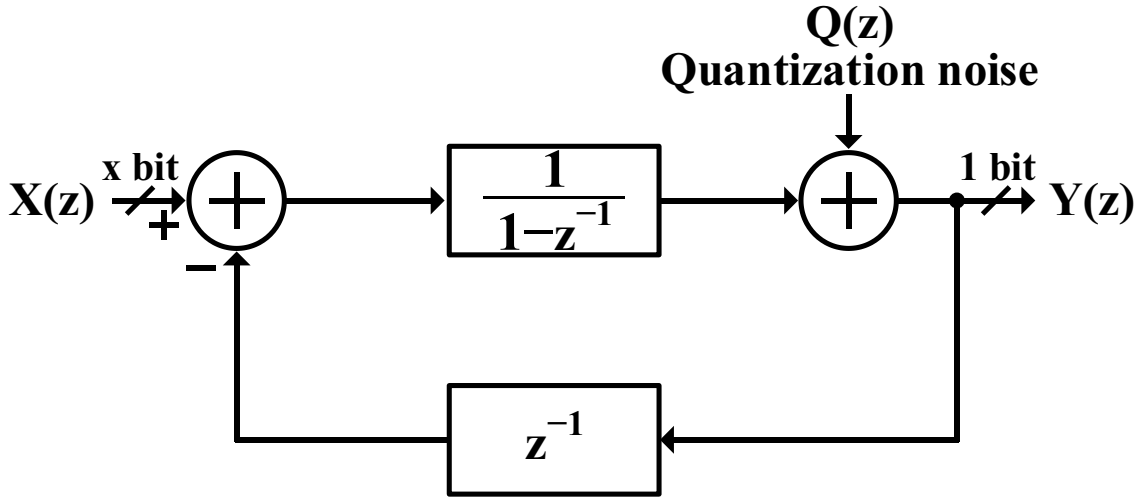 Q(z)
Quantization noise
x bit
1 bit
X(z)
+
−
+
1
1−z⁻¹
+
Y(z)
z⁻¹